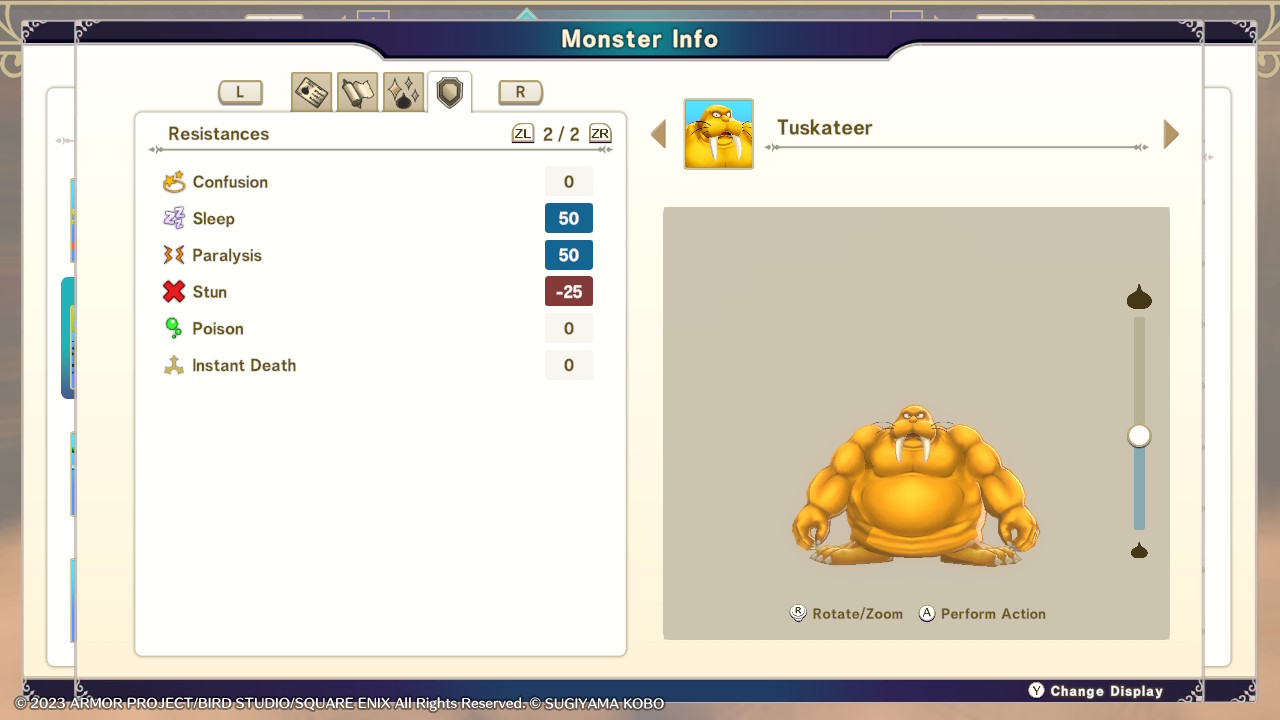 Monster Info
L
R
Resistances
ZL 2 / 2 ZR
Confusion 0
Sleep 50
Paralysis 50
Stun -25
Poison 0
Instant Death 0
Tuskateer
R Rotate/Zoom A Perform Action
Y Change Display
© 2023 ARMOR PROJECT/BIRD STUDIO/SQUARE ENIX All Rights Reserved. © SUGIYAMA KOBO